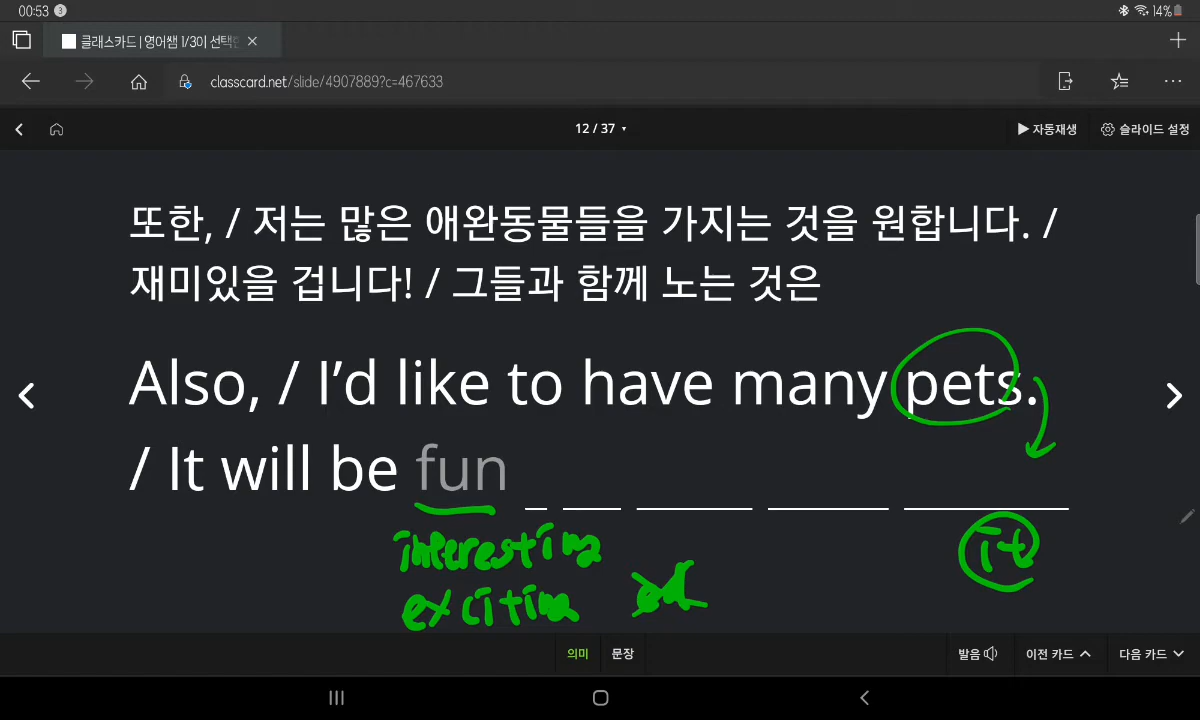 00:53 3 14%
클래스카드 | 영어쌤 1/3이 선택한
classcard.net/slide/4907889?c=467633
12 / 37 자동재생 슬라이드 설정
또한, / 저는 많은 애완동물들을 가지는 것을 원합니다. /
재미있을 겁니다! / 그들과 함께 노는 것은
Also, / I’d like to have many pets.
/ It will be fun
interesting it
exciting ed
의미 문장 발음 이전 카드 다음 카드